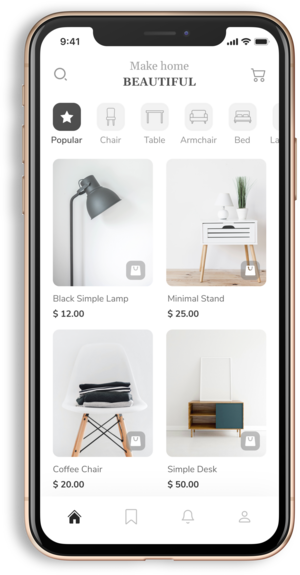 9:41
Make home
BEAUTIFUL
Popular
Chair
Table
Armchair
Bed
La
Black Simple Lamp
$ 12.00
Minimal Stand
$ 25.00
Coffee Chair
$ 20.00
Simple Desk
$ 50.00